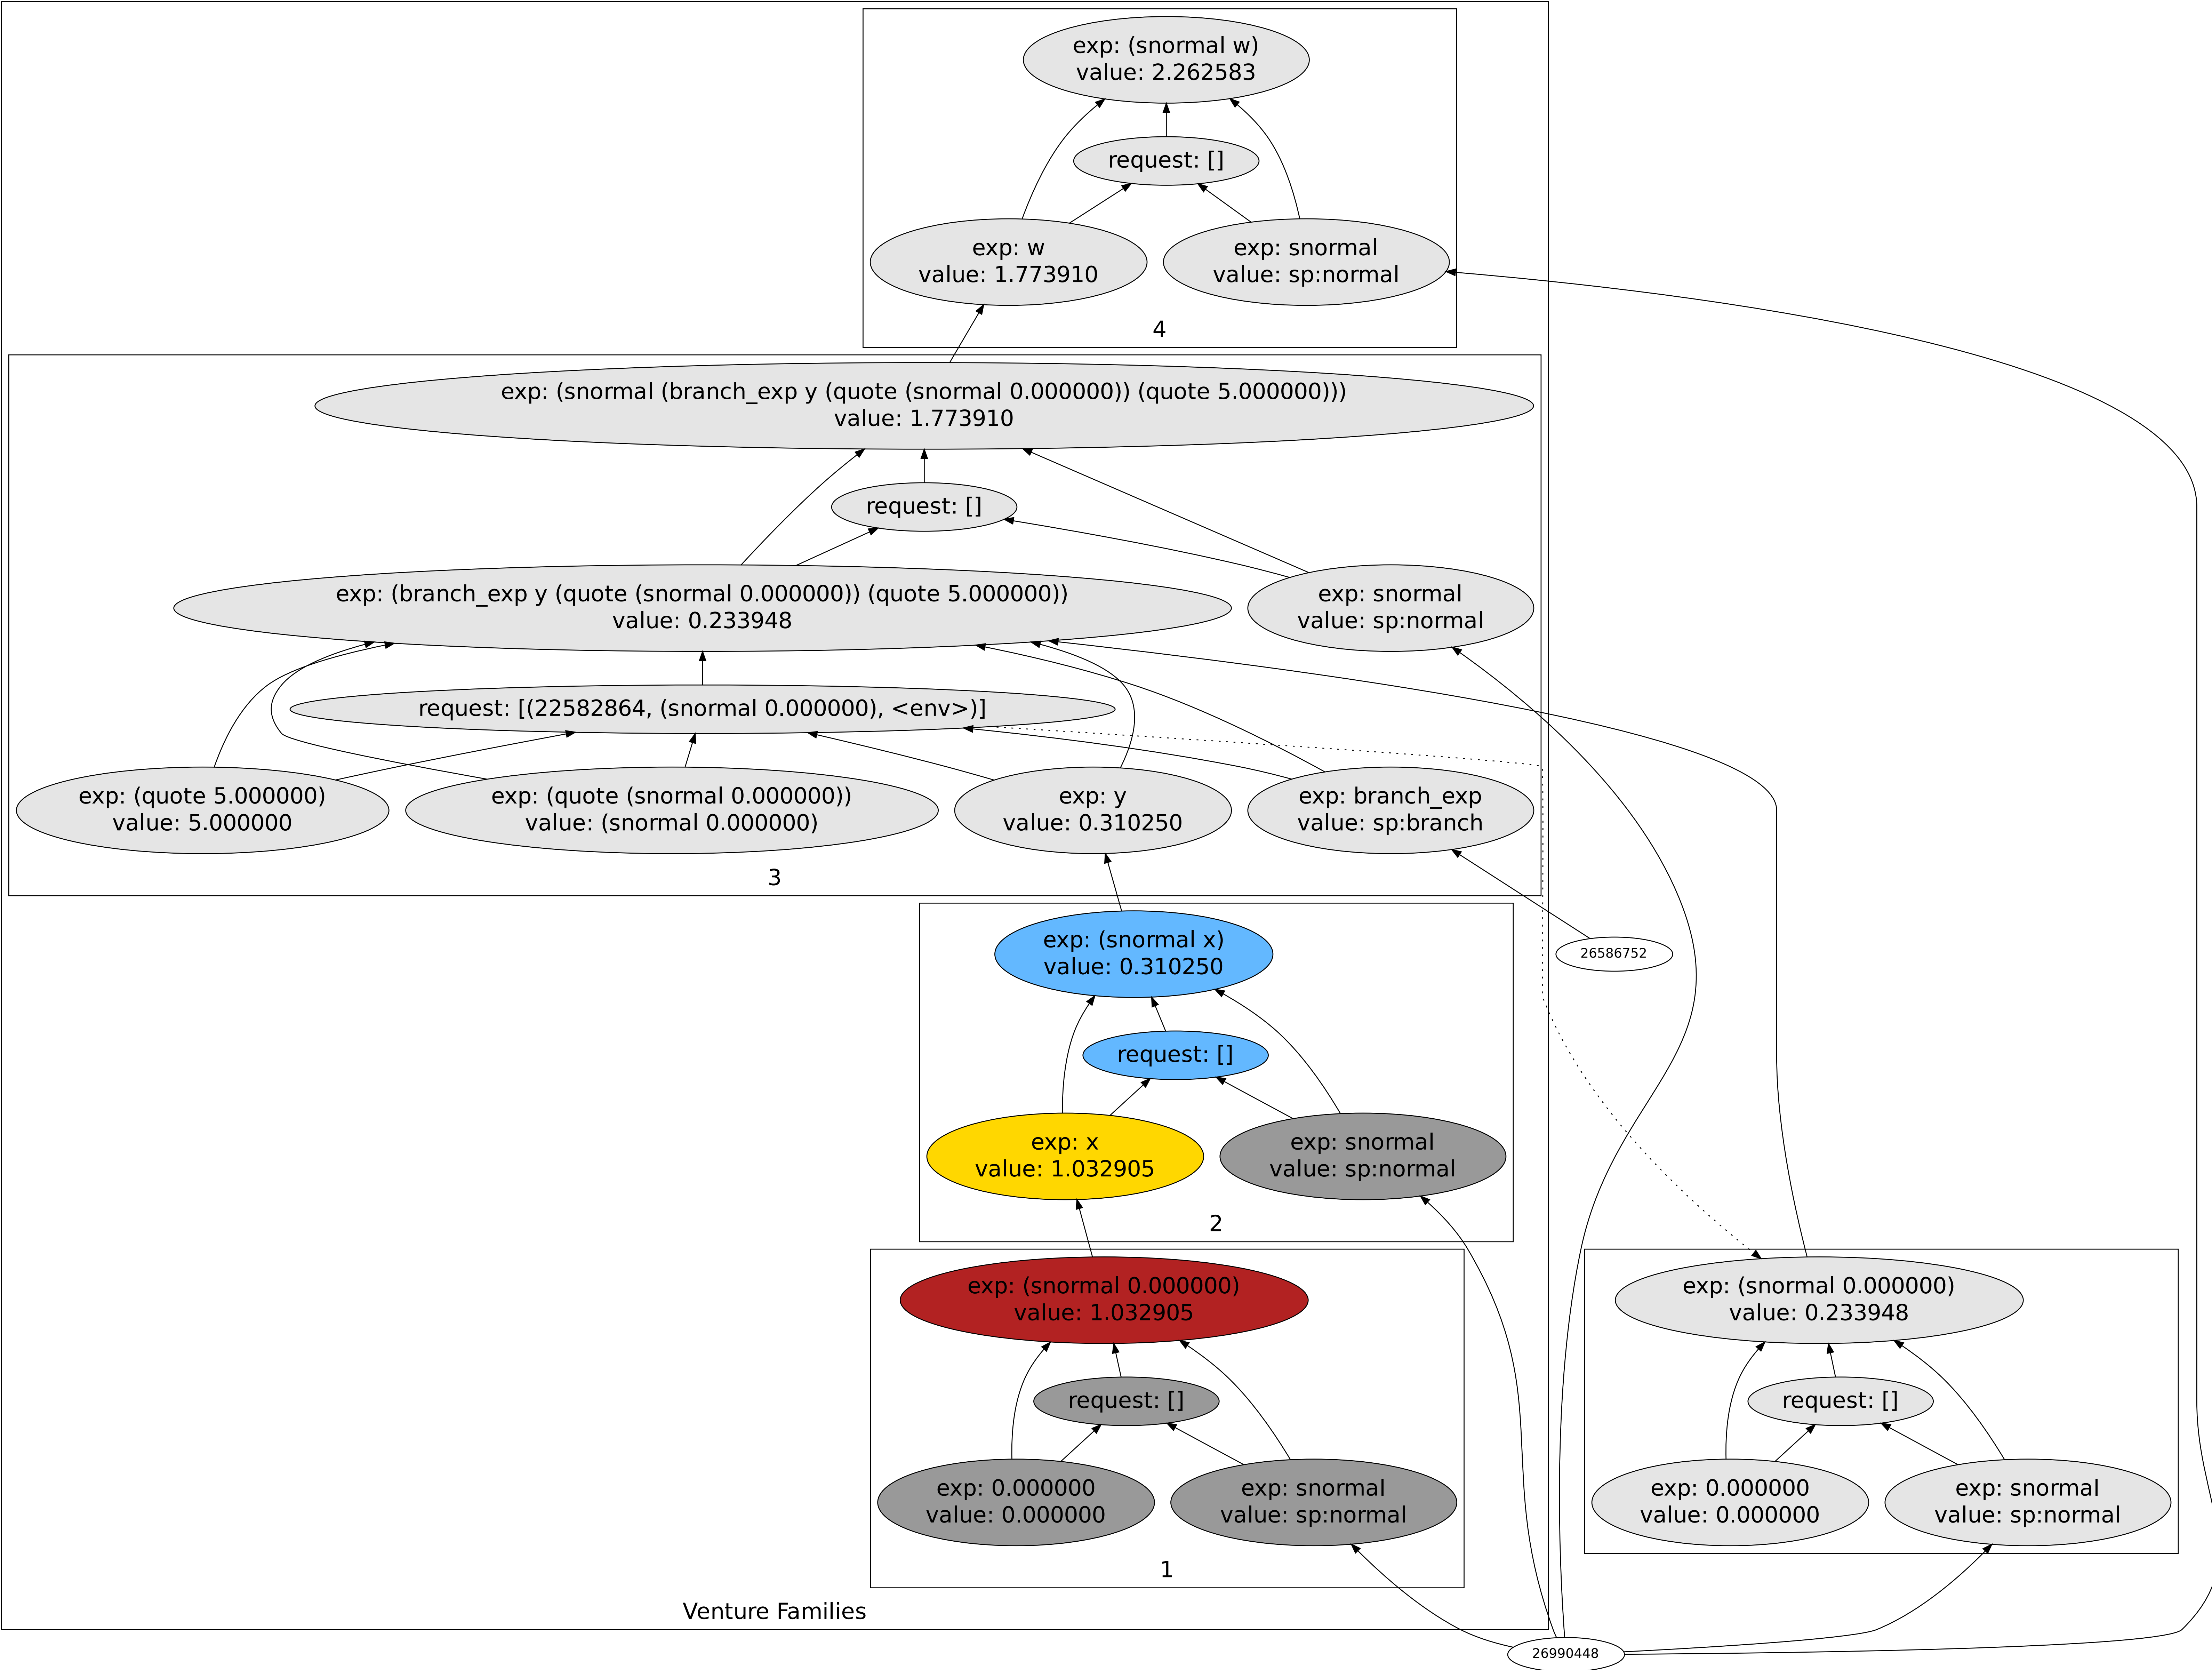 exp: (snormal w)
value: 2.262583
request: []
exp: w
value: 1.773910
exp: snormal
value: sp:normal
4
exp: (snormal (branch_exp y (quote (snormal 0.000000)) (quote 5.000000)))
value: 1.773910
request: []
exp: (branch_exp y (quote (snormal 0.000000)) (quote 5.000000))
value: 0.233948
exp: snormal
value: sp:normal
request: [(22582864, (snormal 0.000000), <env>)]
exp: (quote 5.000000)
value: 5.000000
exp: (quote (snormal 0.000000))
value: (snormal 0.000000)
exp: y
value: 0.310250
exp: branch_exp
value: sp:branch
3
exp: (snormal x)
value: 0.310250
26586752
request: []
exp: x
value: 1.032905
exp: snormal
value: sp:normal
2
exp: (snormal 0.000000)
value: 1.032905
request: []
exp: 0.000000
value: 0.000000
exp: snormal
value: sp:normal
1
exp: (snormal 0.000000)
value: 0.233948
request: []
exp: 0.000000
value: 0.000000
exp: snormal
value: sp:normal
Venture Families
26990448